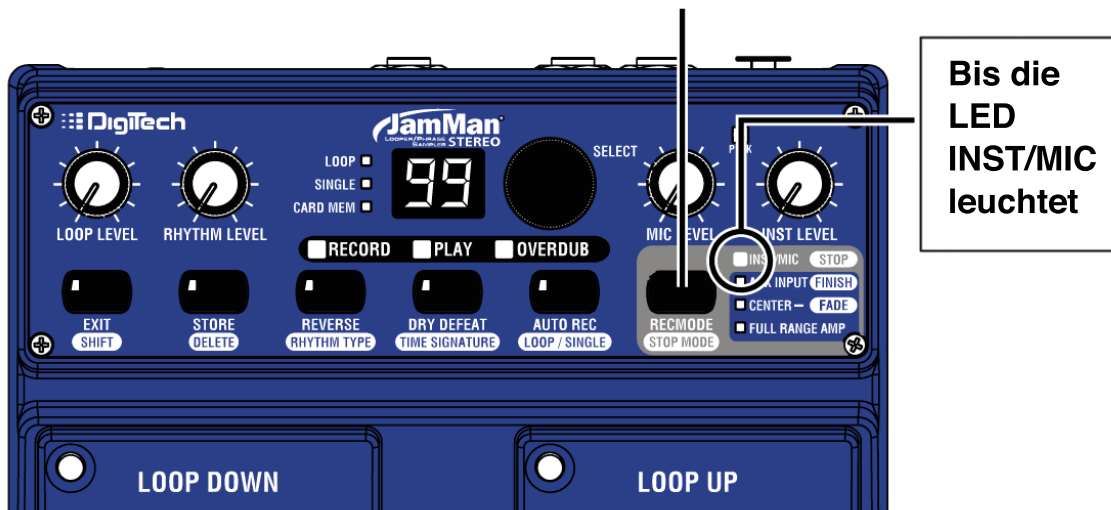 Bis die
LED
INST/MIC
leuchtet
DigiTech
JamMan®
LOOPER/PHRASE
SAMPLER STEREO
LOOP
SINGLE
CARD MEM
99
SELECT
LOOP LEVEL
RHYTHM LEVEL
MIC LEVEL
INST LEVEL
RECORD
PLAY
OVERDUB
INST/MIC STOP
AUX INPUT FINISH
CENTER – FADE
FULL RANGE AMP
EXIT
SHIFT
STORE
DELETE
REVERSE
RHYTHM TYPE
DRY DEFEAT
TIME SIGNATURE
AUTO REC
LOOP / SINGLE
RECMODE
STOP MODE
LOOP DOWN
LOOP UP